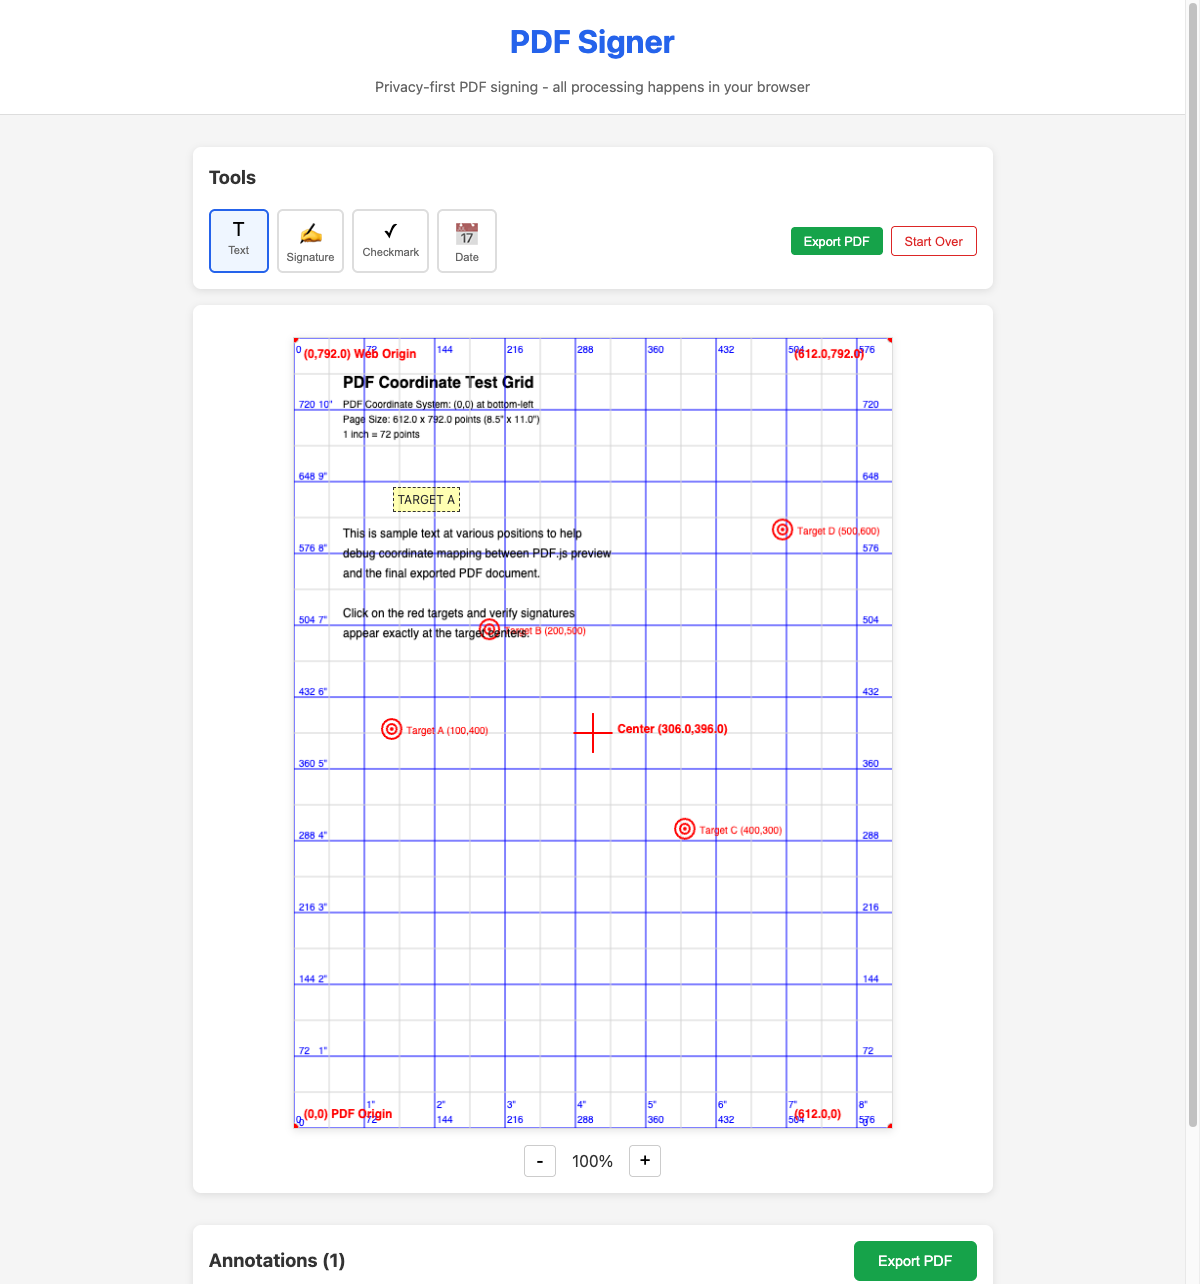 PDF Signer
Privacy-first PDF signing - all processing happens in your browser
Tools
T
Text
Signature
✓
Checkmark
17
Date
Export PDF
Start Over
0 72 144 216 288 360 432 504 576
(0,792.0) Web Origin (612.0,792.0)
PDF Coordinate Test Grid
720 10" PDF Coordinate System: (0,0) at bottom-left 720
Page Size: 612.0 x 792.0 points (8.5" x 11.0")
1 inch = 72 points
648 9" 648
TARGET A
This is sample text at various positions to help
Target D (500,600)
576 8" debug coordinate mapping between PDF.js preview 576
and the final exported PDF document.
Click on the red targets and verify signatures
504 7" 504
appear exactly at the target centers.
Target B (200,500)
432 6" 432
Target A (100,400) Center (306.0,396.0)
360 5" 360
Target C (400,300)
288 4" 288
216 3" 216
144 2" 144
72 1" 72
1" 2" 3" 4" 5" 6" 7" 8"
(0,0) PDF Origin (612.0,0)
0 72 144 216 288 360 432 504 576
0 0
- 100% +
Annotations (1)
Export PDF